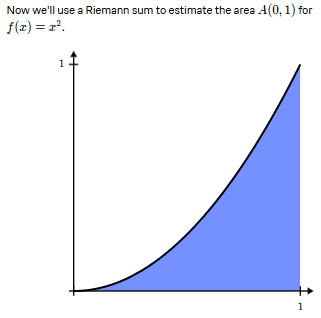 Now we'll use a Riemann sum to estimate the area A(0, 1) for
f(x) = x².
1
1